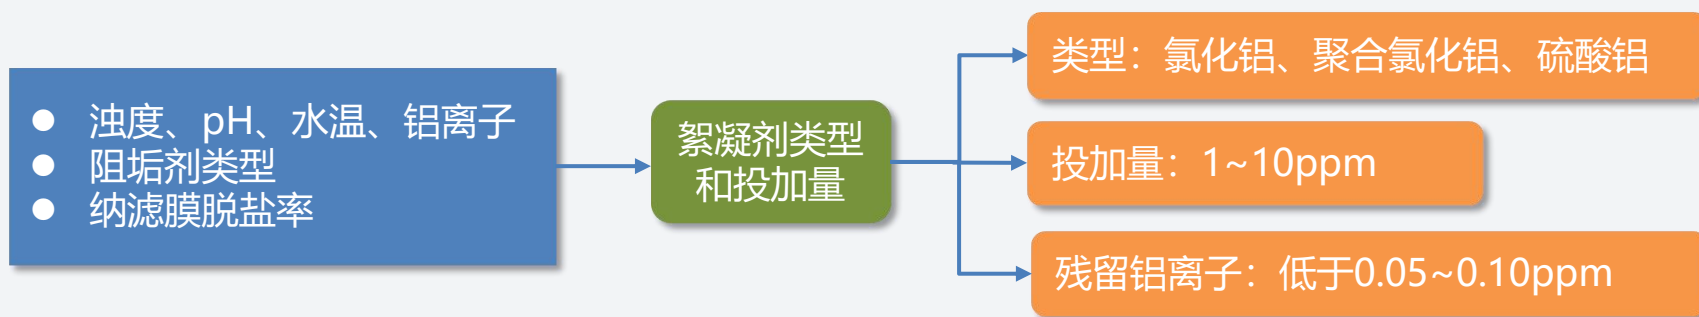 浊度、pH、水温、铝离子
阻垢剂类型
纳滤膜脱盐率
絮凝剂类型
和投加量
类型：氯化铝、聚合氯化铝、硫酸铝
投加量：1~10ppm
残留铝离子：低于0.05~0.10ppm